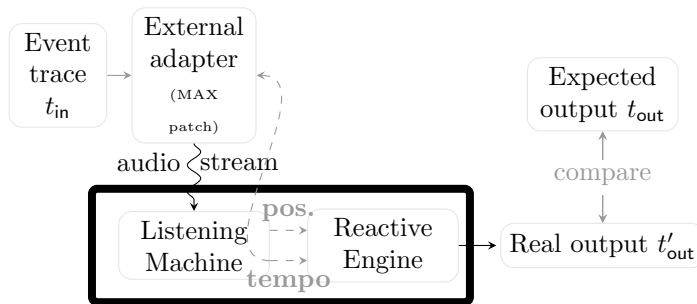 Event
trace
t_in
External
adapter
(MAX
patch)
Expected
output t_out
audio stream
compare
pos.
Listening
Machine
Reactive
Engine
tempo
Real output t'_out